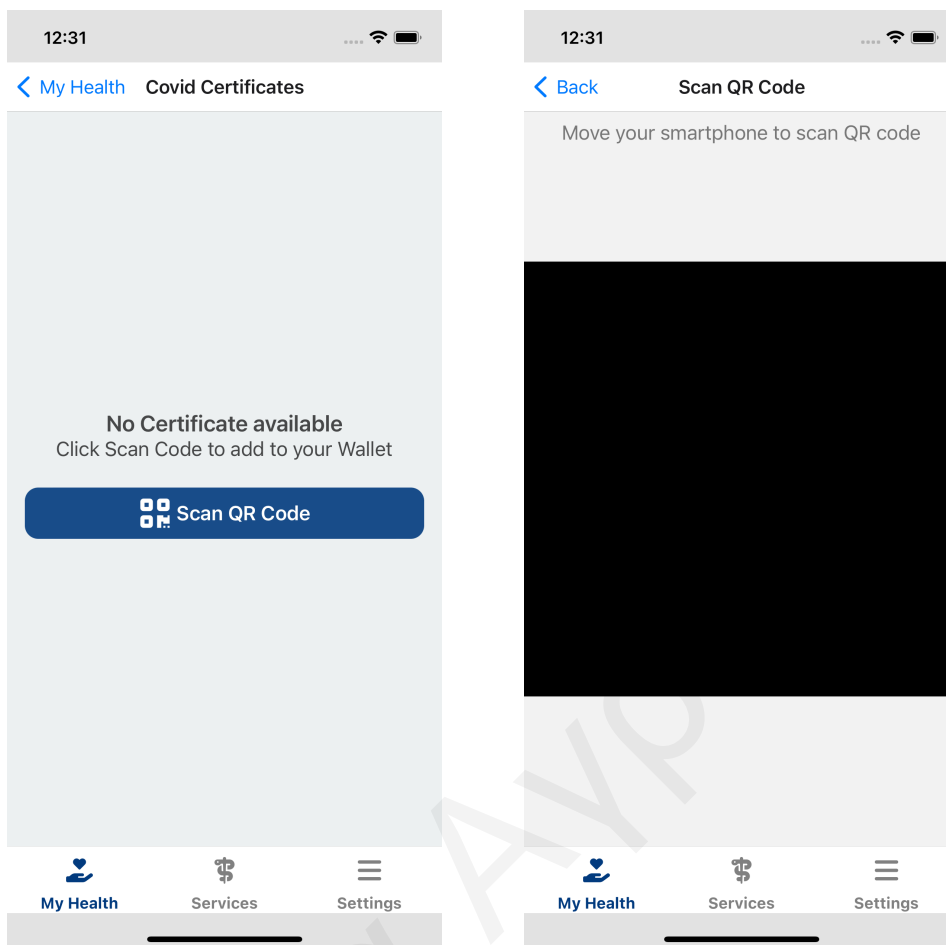 12:31
My Health Covid Certificates
No Certificate available
Click Scan Code to add to your Wallet
Scan QR Code
My Health Services Settings
12:31
Back Scan QR Code
Move your smartphone to scan QR code
My Health Services Settings